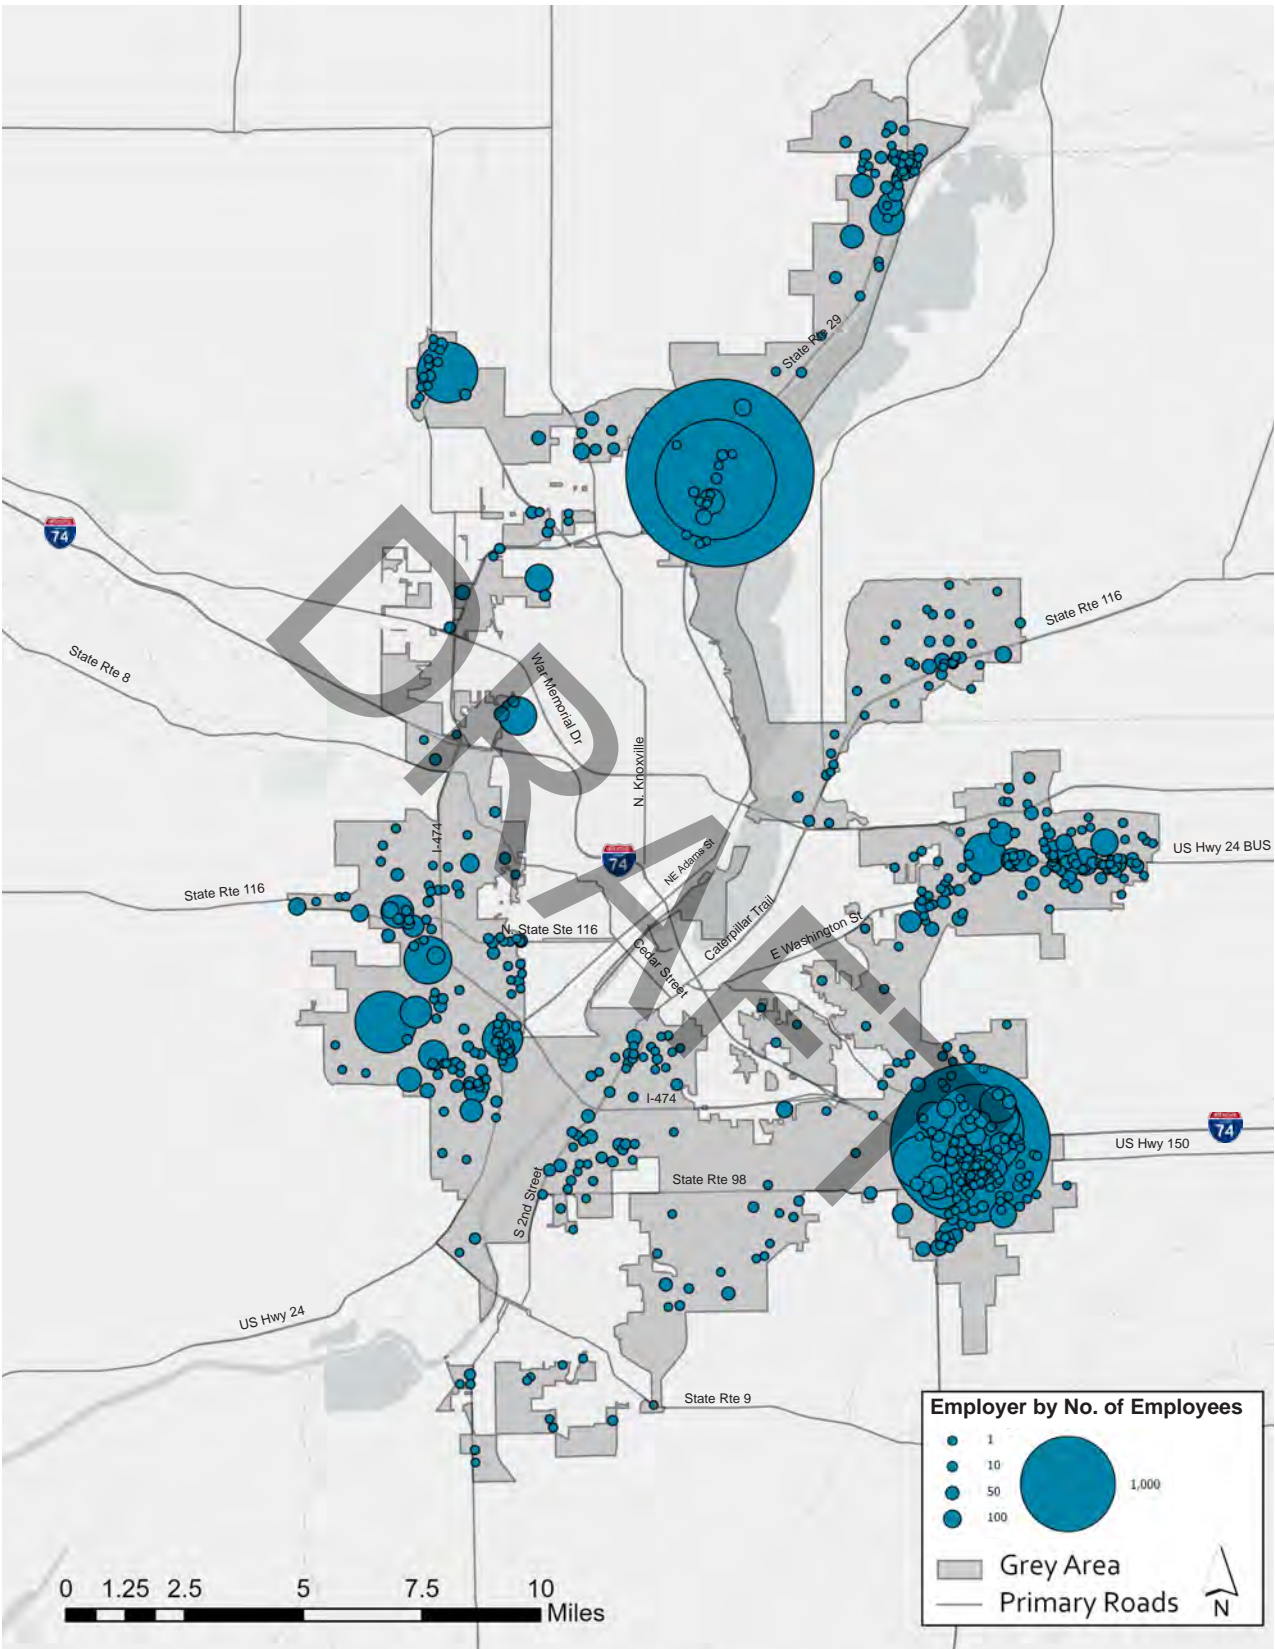 State Rte 29
74
State Rte 116
State Rte 8
War Memorial Dr
N. Knoxville
I-474
74
NE Adams St
US Hwy 24 BUS
State Rte 116
N. State Ste 116
Cedar Street
Caterpillar Trail
E Washington St
I-474
74
US Hwy 150
State Rte 98
S 2nd Street
US Hwy 24
State Rte 9
DRAFT
Employer by No. of Employees
1
10
50
100
1,000
Grey Area
Primary Roads
N
0 1.25 2.5 5 7.5 10
Miles